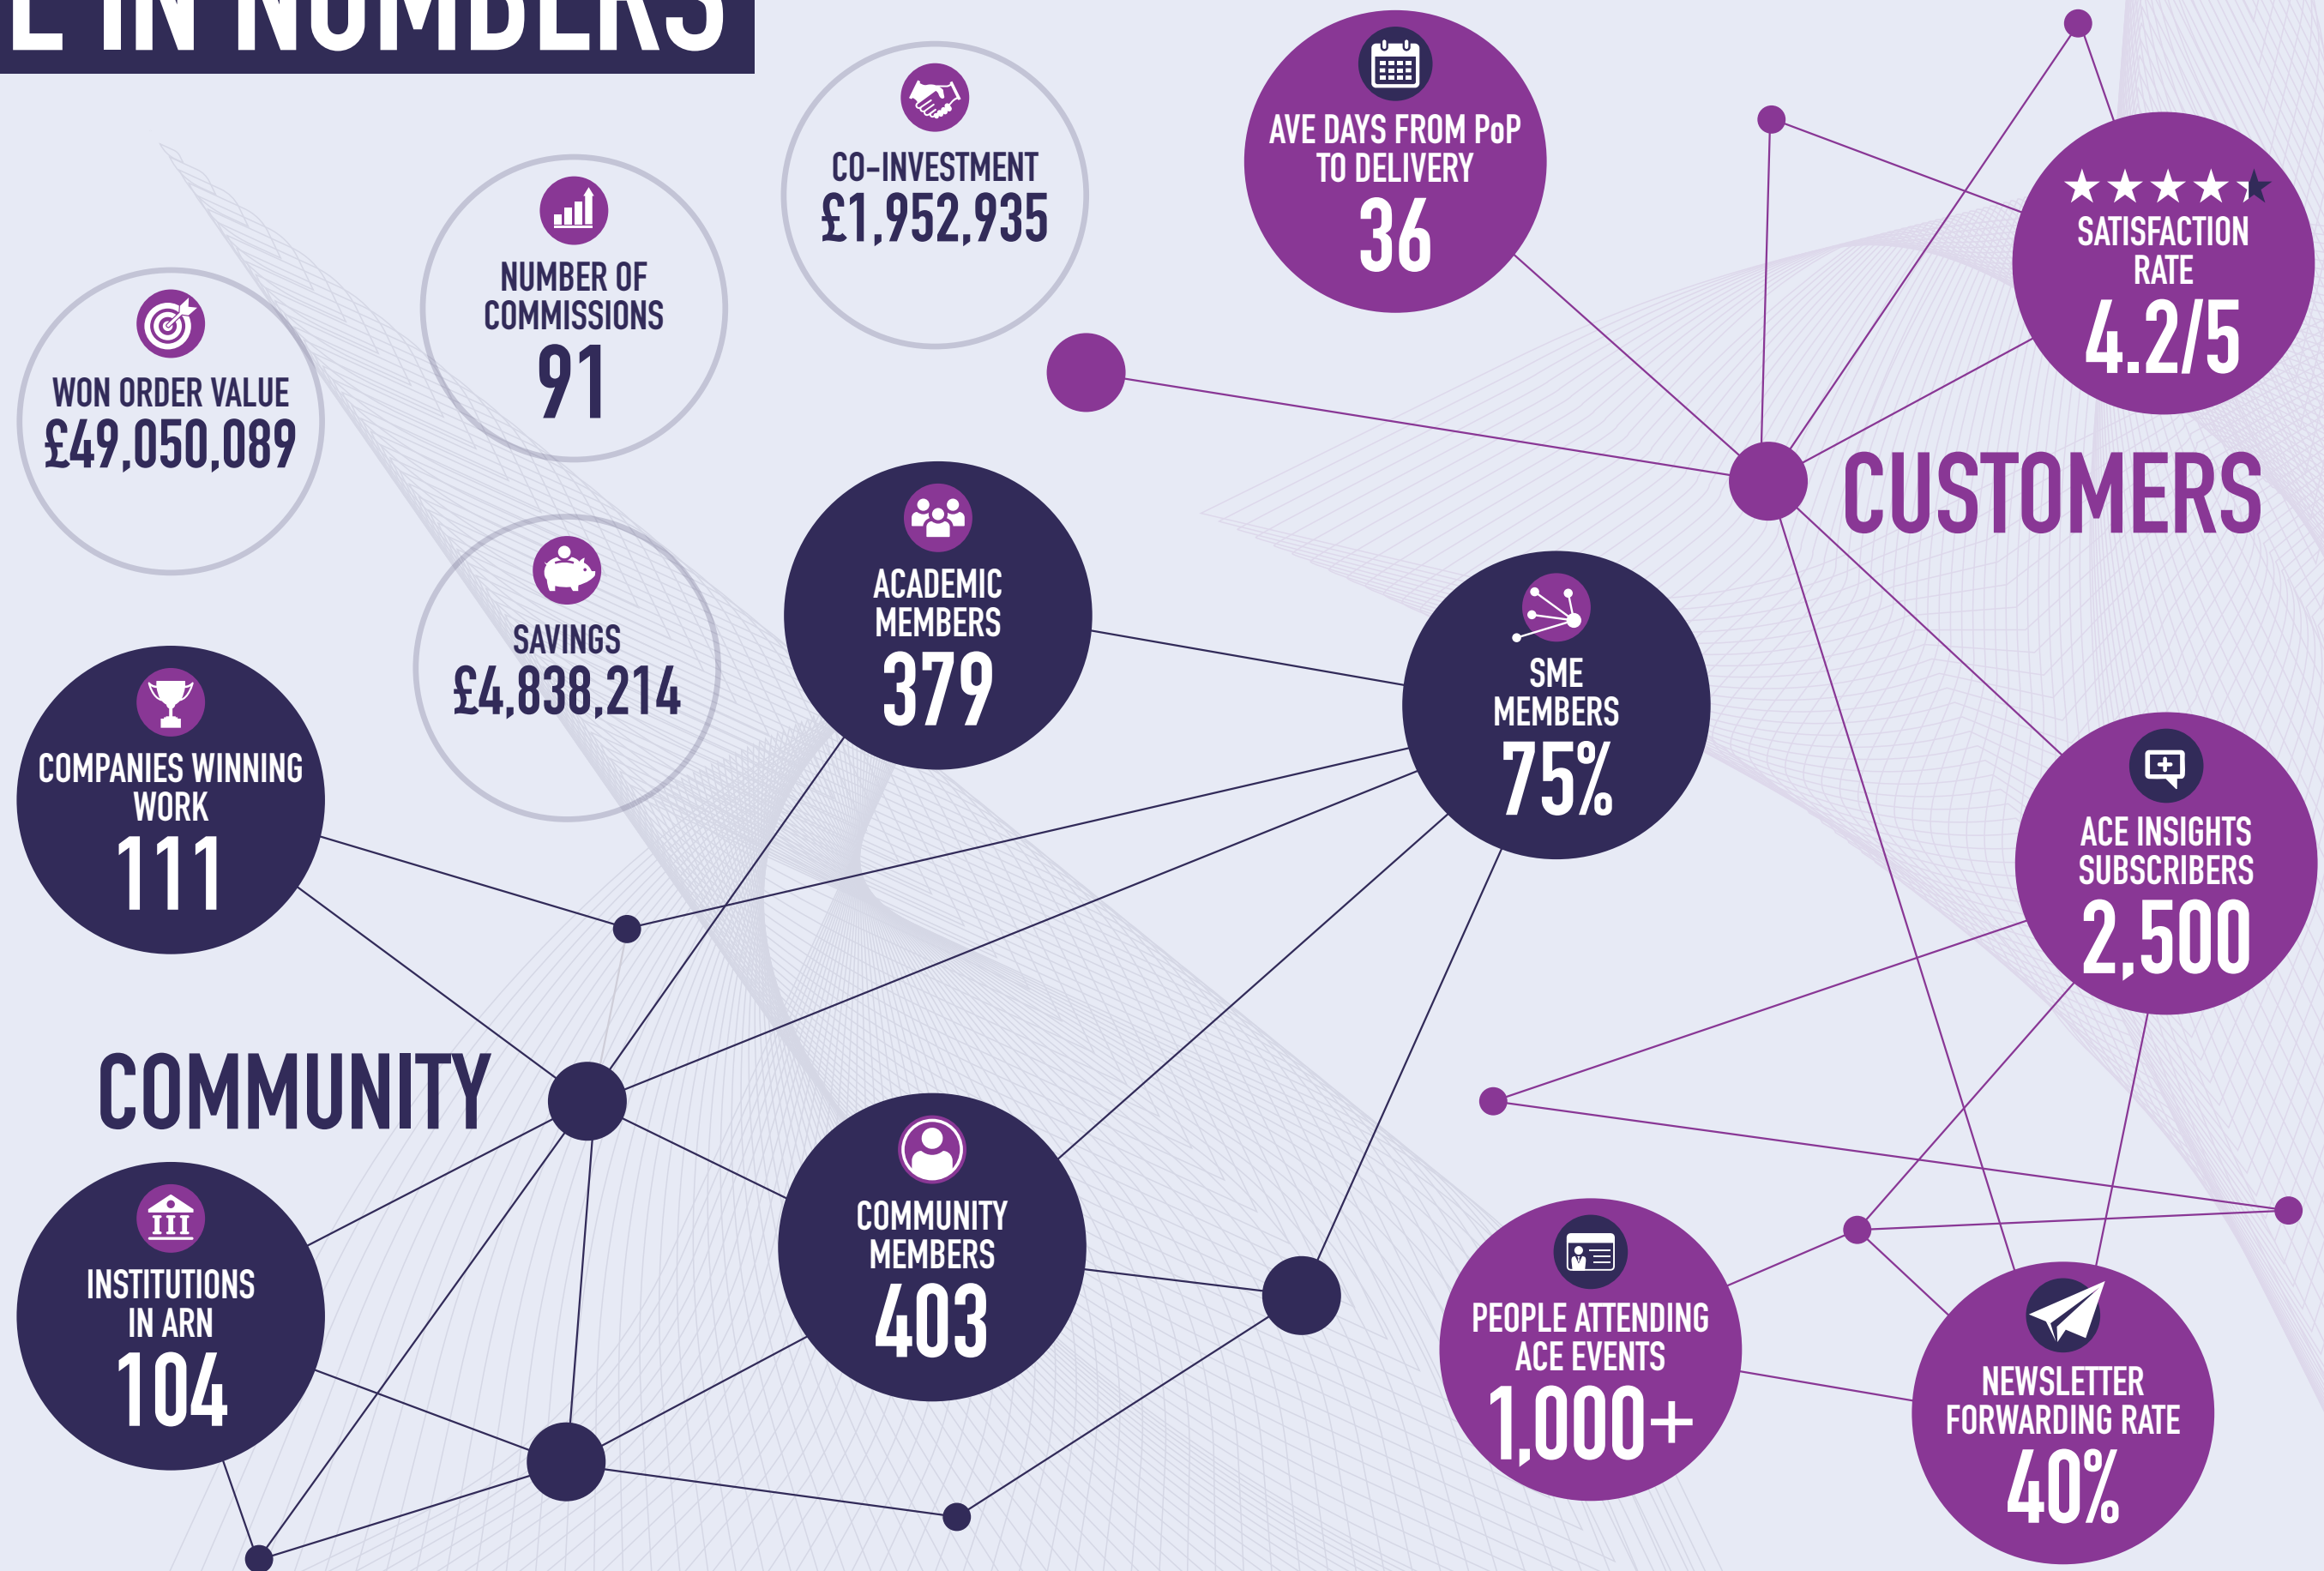 E IN NUMBERS
WON ORDER VALUE
£49,050,089
NUMBER OF
COMMISSIONS
91
CO-INVESTMENT
£1,952,935
SAVINGS
£4,838,214
AVE DAYS FROM PoP
TO DELIVERY
36
SATISFACTION
RATE
4.2/5
CUSTOMERS
ACADEMIC
MEMBERS
379
SME
MEMBERS
75%
COMPANIES WINNING
WORK
111
ACE INSIGHTS
SUBSCRIBERS
2,500
COMMUNITY
INSTITUTIONS
IN ARN
104
COMMUNITY
MEMBERS
403
PEOPLE ATTENDING
ACE EVENTS
1,000+
NEWSLETTER
FORWARDING RATE
40%